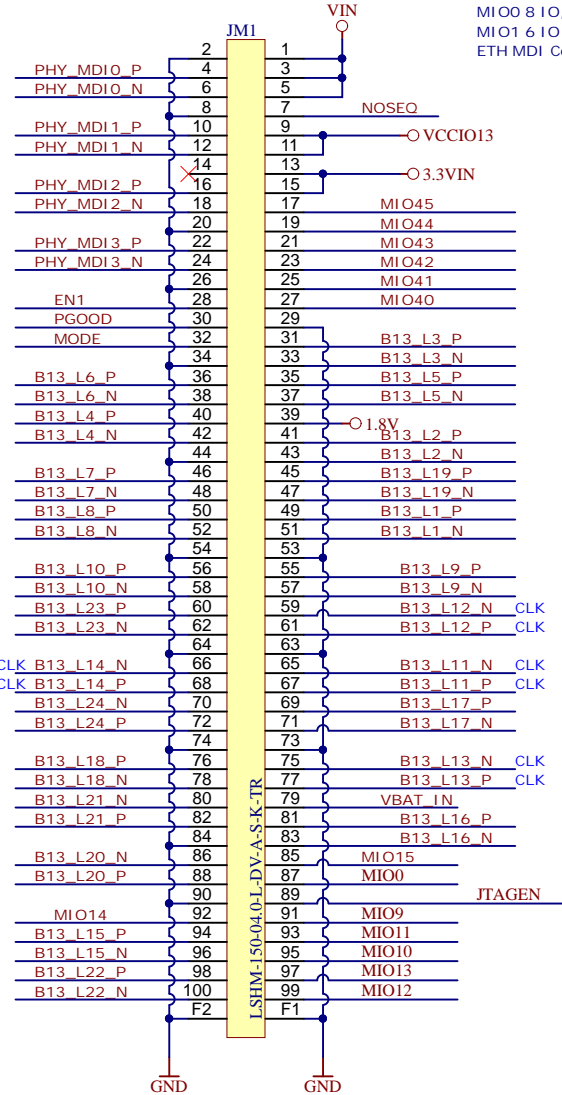 VIN
MIO0 8 IO
MIO1 6 IO
ETH MDI
JM1
2 1
PHY_MDI0_P 4 3
PHY_MDI0_N 6 5
8 7 NOSEQ
PHY_MDI1_P 10 9 VCCIO13
PHY_MDI1_N 12 11
14 13 3.3VIN
PHY_MDI2_P 16 15
PHY_MDI2_N 18 17 MIO45
20 19 MIO44
PHY_MDI3_P 22 21 MIO43
PHY_MDI3_N 24 23 MIO42
26 25 MIO41
EN1 28 27 MIO40
PGOOD 30 29
MODE 32 31 B13_L3_P
34 33 B13_L3_N
B13_L6_P 36 35 B13_L5_P
B13_L6_N 38 37 B13_L5_N
B13_L4_P 40 39 1.8V
B13_L4_N 42 41 B13_L2_P
44 43 B13_L2_N
B13_L7_P 46 45 B13_L19_P
B13_L7_N 48 47 B13_L19_N
B13_L8_P 50 49 B13_L1_P
B13_L8_N 52 51 B13_L1_N
54 53
B13_L10_P 56 55 B13_L9_P
B13_L10_N 58 57 B13_L9_N
B13_L23_P 60 59 B13_L12_N CLK
B13_L23_N 62 61 B13_L12_P CLK
64 63
CLK B13_L14_N 66 65 B13_L11_N CLK
CLK B13_L14_P 68 67 B13_L11_P CLK
B13_L24_N 70 69 B13_L17_P
B13_L24_P 72 71 B13_L17_N
74 73
B13_L18_P 76 75 B13_L13_N CLK
B13_L18_N 78 77 B13_L13_P CLK
B13_L21_N 80 79 VBAT_IN
B13_L21_P 82 81 B13_L16_P
84 83 B13_L16_N
B13_L20_N 86 85 MIO15
B13_L20_P 88 87 MIO0
90 89 JTAGEN
MIO14 92 91 MIO9
B13_L15_P 94 93 MIO11
B13_L15_N 96 95 MIO10
B13_L22_P 98 97 MIO13
B13_L22_N 100 99 MIO12
F2 F1
LSHM-150-04.0-L-DV-A-S-K-TR
GND GND